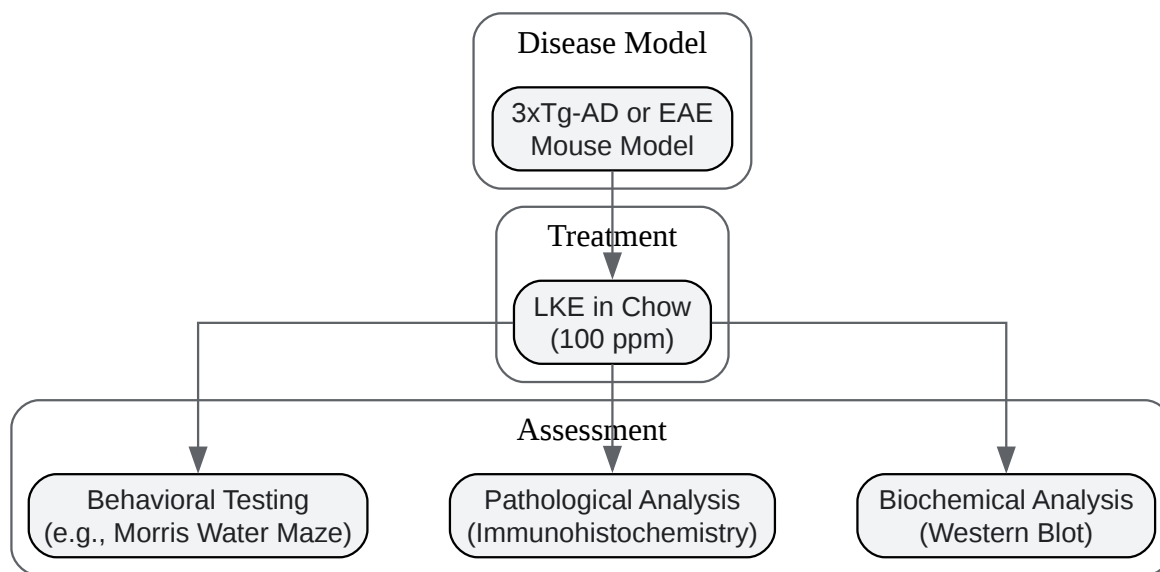 Disease Model
3xTg-AD or EAE
Mouse Model
Treatment
LKE in Chow
(100 ppm)
Assessment
Behavioral Testing
(e.g., Morris Water Maze)
Pathological Analysis
(Immunohistochemistry)
Biochemical Analysis
(Western Blot)